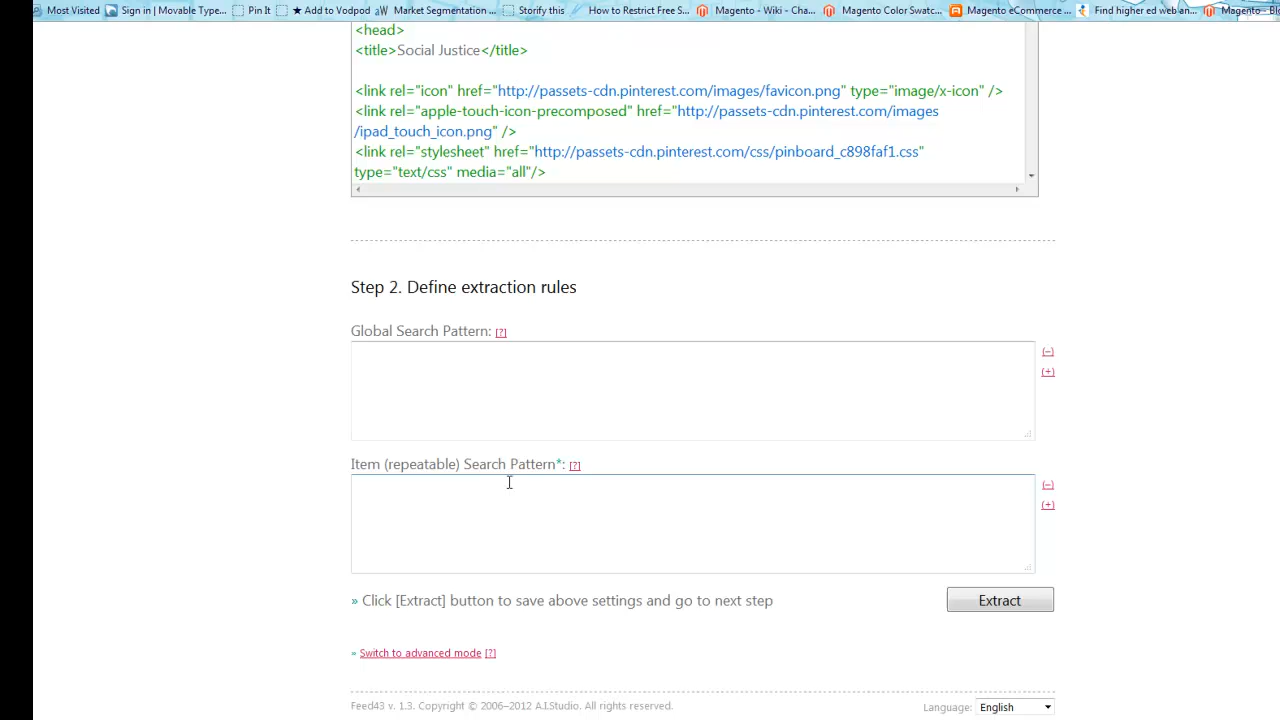 Most Visited Sign in | Movable Type... Pin It ★ Add to Vodpod Market Segmentation ... Storify this How to Restrict Free S... Magento - Wiki - Cha... Magento Color Swatc... Magento eCommerce ... Find higher ed web an... Magento - Blo
<head>
<title>Social Justice</title>
<link rel="icon" href="http://passets-cdn.pinterest.com/images/favicon.png" type="image/x-icon" />
<link rel="apple-touch-icon-precomposed" href="http://passets-cdn.pinterest.com/images
/ipad_touch_icon.png" />
<link rel="stylesheet" href="http://passets-cdn.pinterest.com/css/pinboard_c898faf1.css"
type="text/css" media="all"/>
Step 2. Define extraction rules
Global Search Pattern: [?]
(−)
(+)
Item (repeatable) Search Pattern*: [?]
(−)
(+)
» Click [Extract] button to save above settings and go to next step Extract
» Switch to advanced mode [?]
Feed43 v. 1.3. Copyright © 2006–2012 A.I.Studio. All rights reserved. Language: English